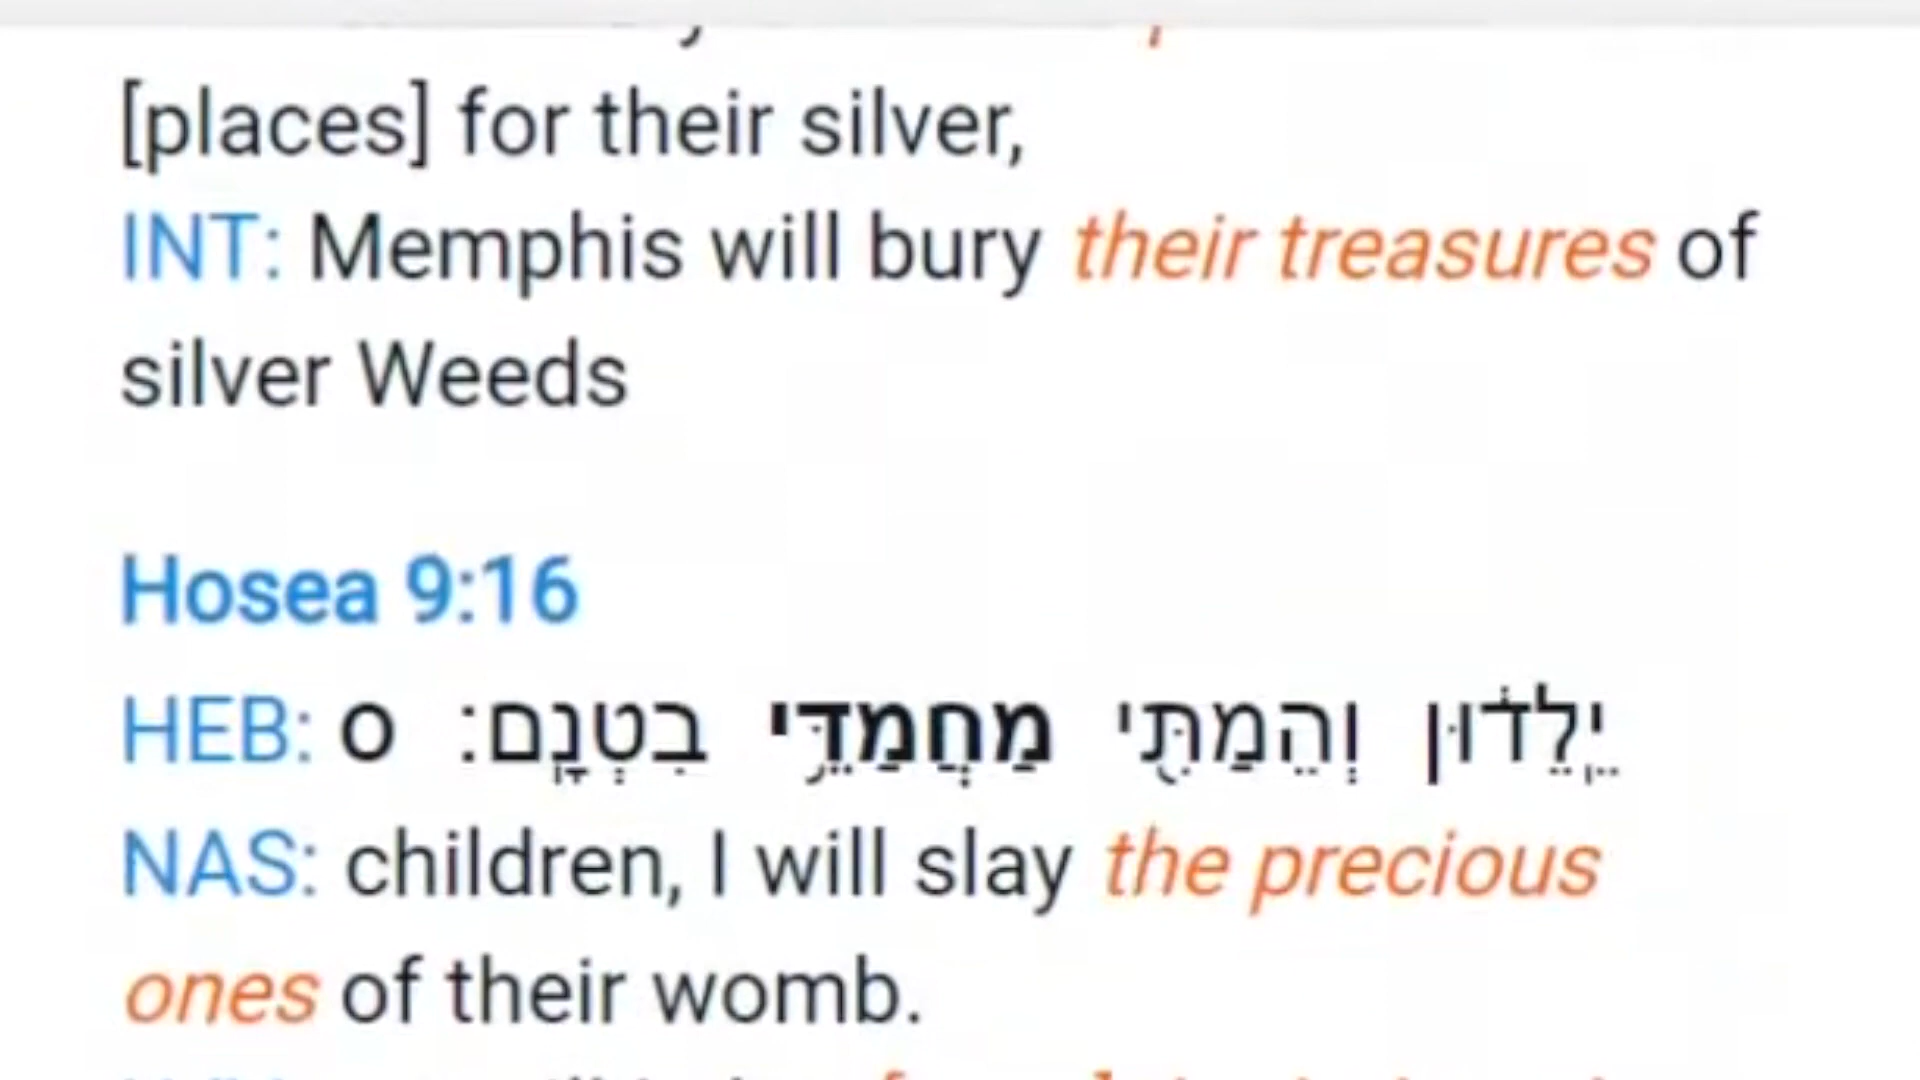 [places] for their silver,
INT: Memphis will bury their treasures of
silver Weeds
Hosea 9:16
HEB: יֵֽלֵד֔וּן וְהֵמַתִּ֖י מַחֲמַדֵּ֥י בִטְנָֽם׃ ס
NAS: children, I will slay the precious
ones of their womb.